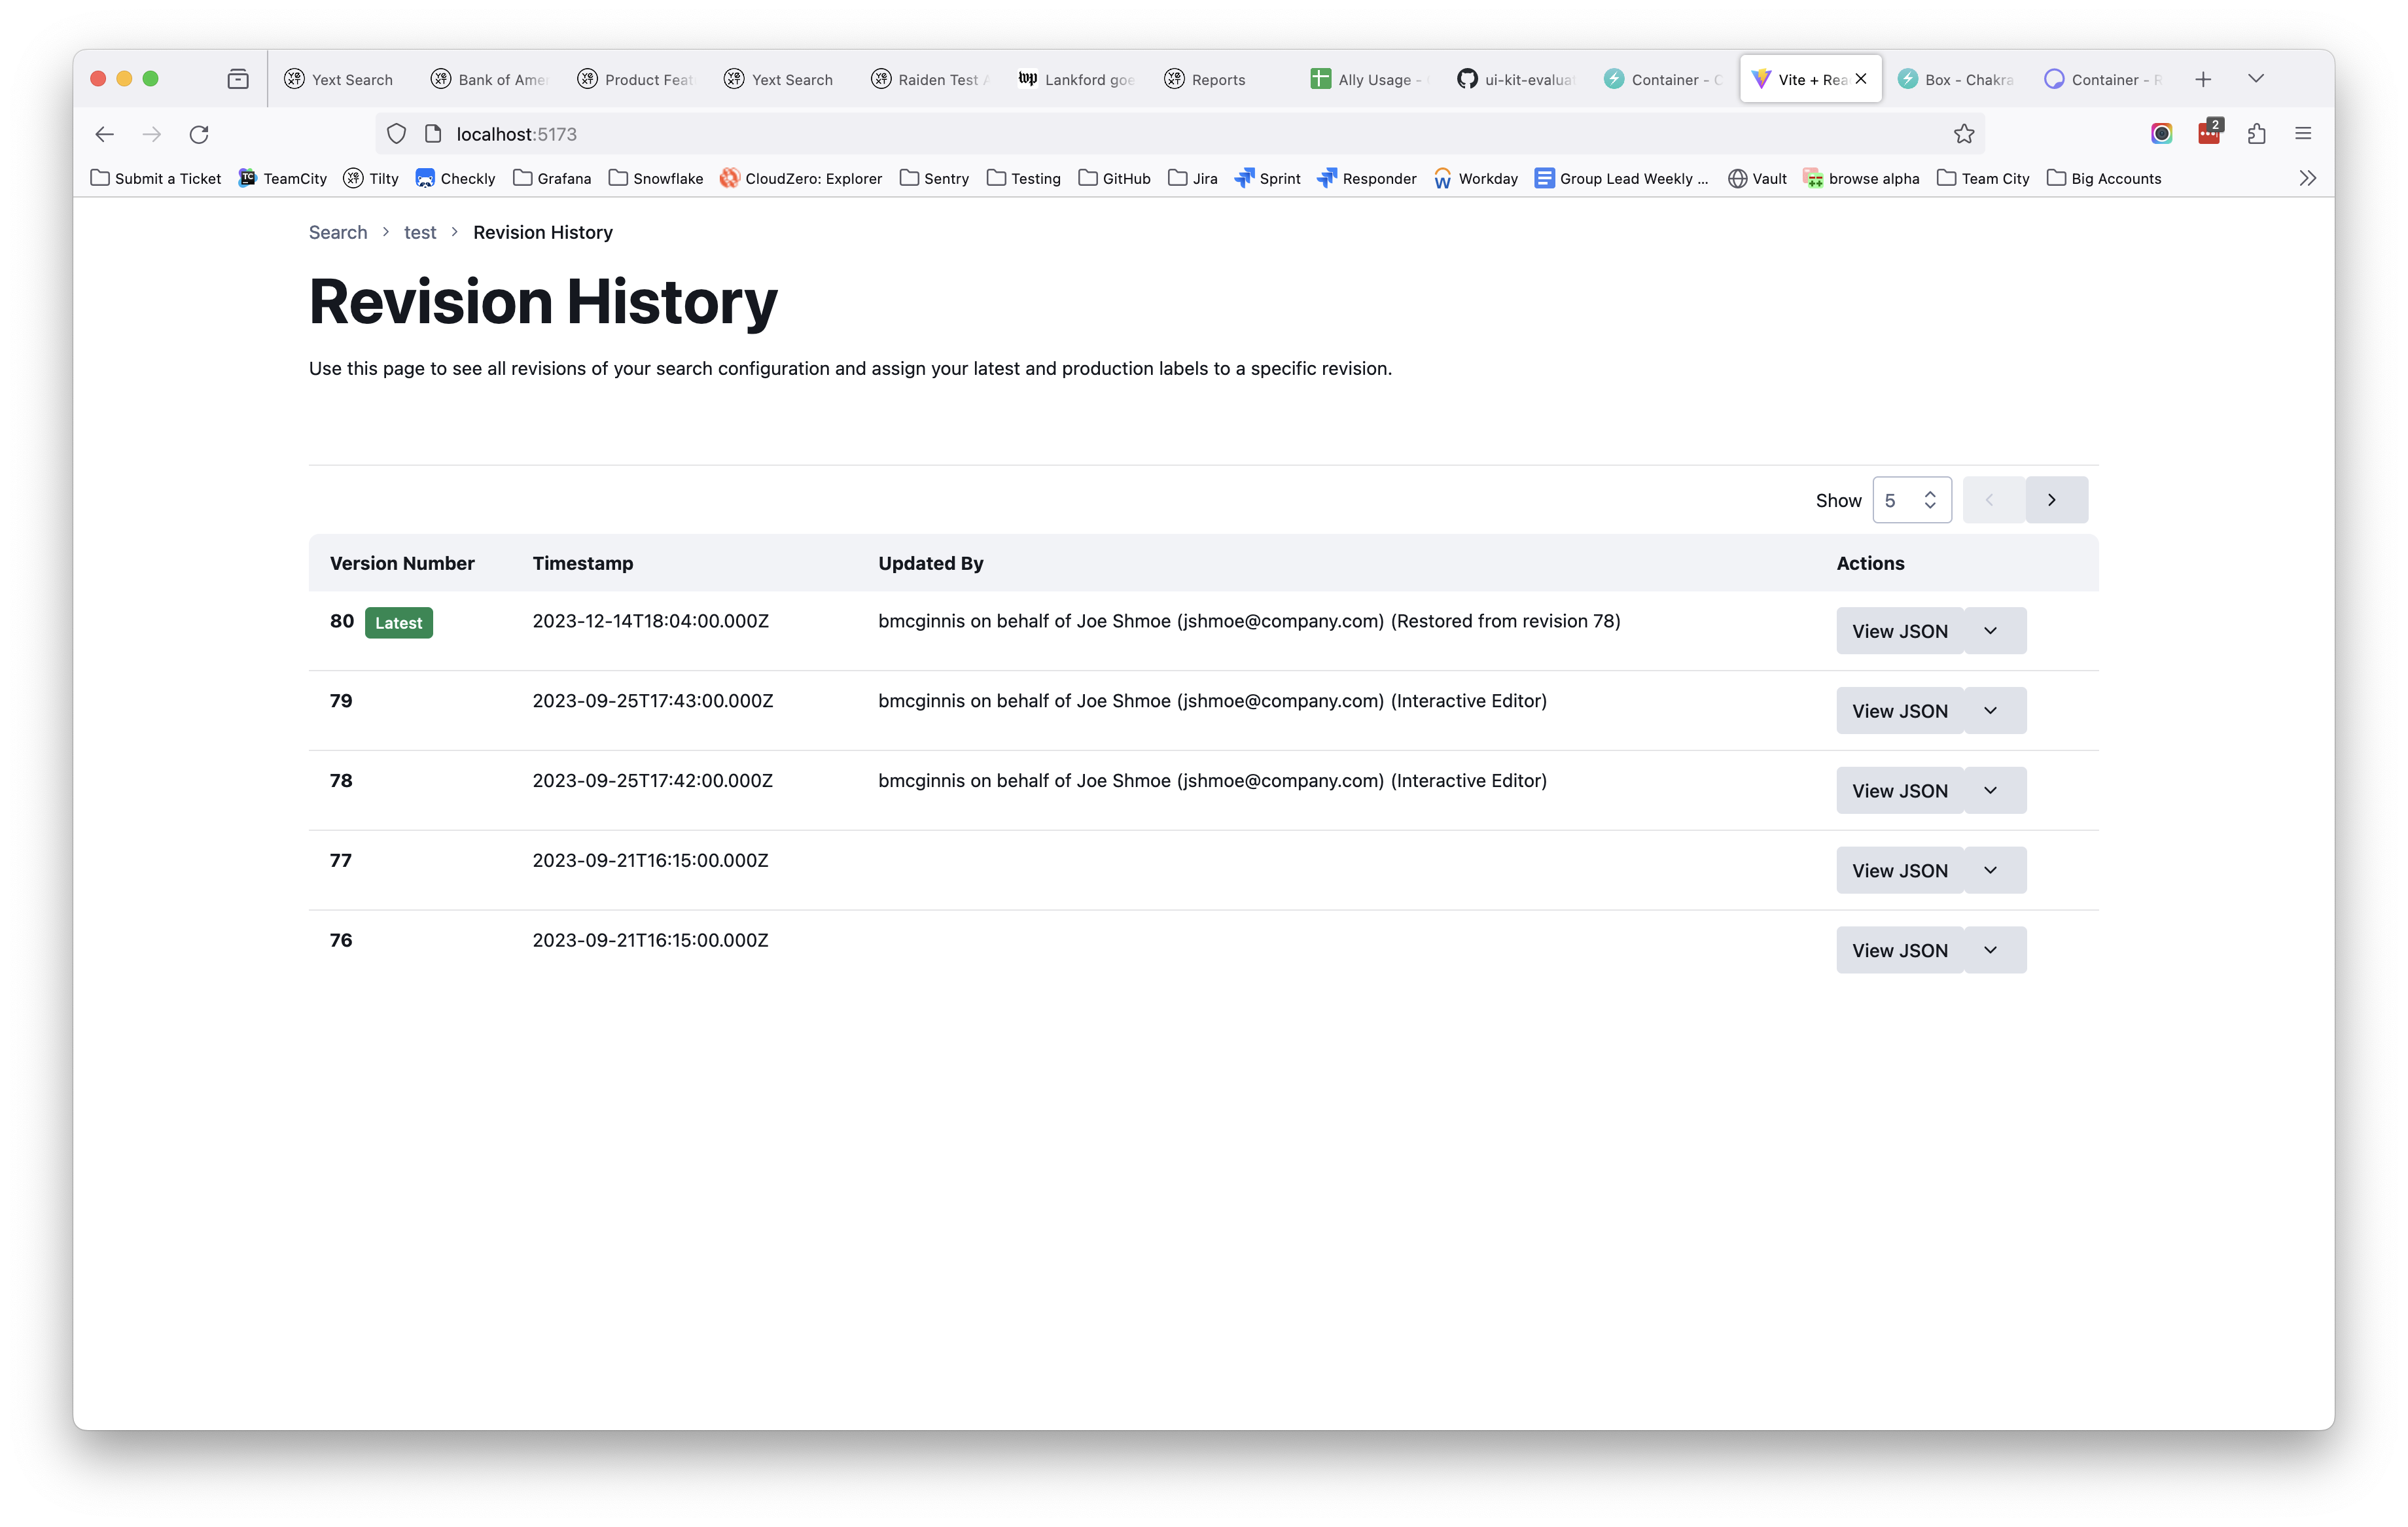 Yext Search
Bank of Ame
Product Feat
Yext Search
Raiden Test A
wp Lankford goe
Reports
Ally Usage -
ui-kit-evaluat
Container - C
Vite + Rea
Box - Chakra
Container - R
localhost:5173
2
Submit a Ticket
TC TeamCity
Tilty
Checkly
Grafana
Snowflake
CloudZero: Explorer
Sentry
Testing
GitHub
Jira
Sprint
Responder
Workday
Group Lead Weekly ...
Vault
browse alpha
Team City
Big Accounts
Search > test > Revision History
Revision History
Use this page to see all revisions of your search configuration and assign your latest and production labels to a specific revision.
Show 5
Version Number Timestamp Updated By Actions
80 Latest 2023-12-14T18:04:00.000Z bmcginnis on behalf of Joe Shmoe (jshmoe@company.com) (Restored from revision 78) View JSON
79 2023-09-25T17:43:00.000Z bmcginnis on behalf of Joe Shmoe (jshmoe@company.com) (Interactive Editor) View JSON
78 2023-09-25T17:42:00.000Z bmcginnis on behalf of Joe Shmoe (jshmoe@company.com) (Interactive Editor) View JSON
77 2023-09-21T16:15:00.000Z View JSON
76 2023-09-21T16:15:00.000Z View JSON